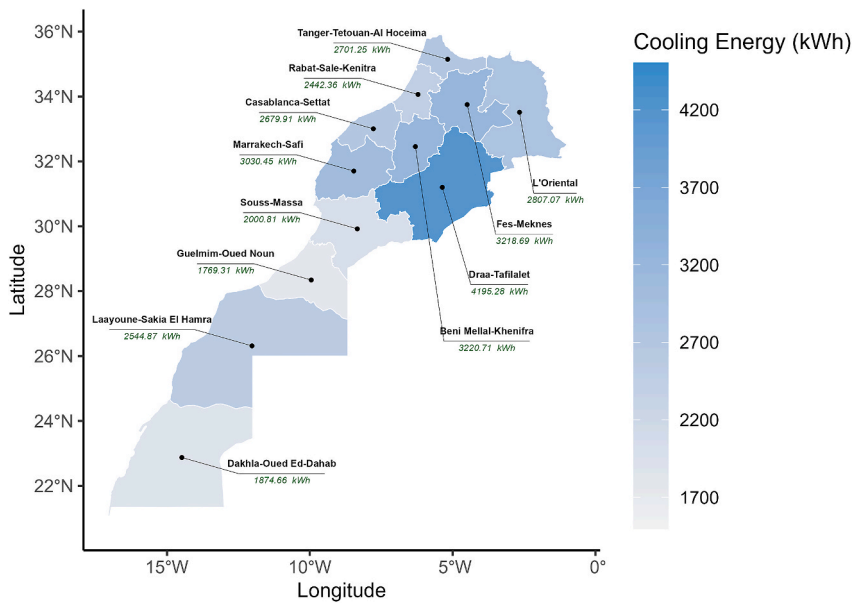 Cooling Energy (kWh)
4200
3700
3200
2700
2200
1700
Latitude
36°N
34°N
32°N
30°N
28°N
26°N
24°N
22°N
Tanger-Tetouan-Al Hoceima
2701.25 kWh
Rabat-Sale-Kenitra
2442.36 kWh
Casablanca-Settat
2679.91 kWh
Marrakech-Safi
3030.45 kWh
L'Oriental
2807.07 kWh
Souss-Massa
2000.81 kWh
Fes-Meknes
3218.69 kWh
Guelmim-Oued Noun
1769.31 kWh
Draa-Tafilalet
4195.28 kWh
Laayoune-Sakia El Hamra
2544.87 kWh
Beni Mellal-Khenifra
3220.71 kWh
Dakhla-Oued Ed-Dahab
1874.66 kWh
15°W
10°W
5°W
0°
Longitude